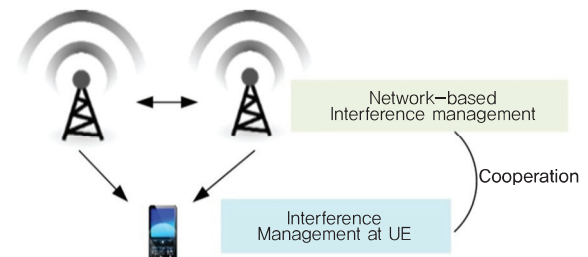 Network-based
Interference management
Cooperation
Interference
Management at UE